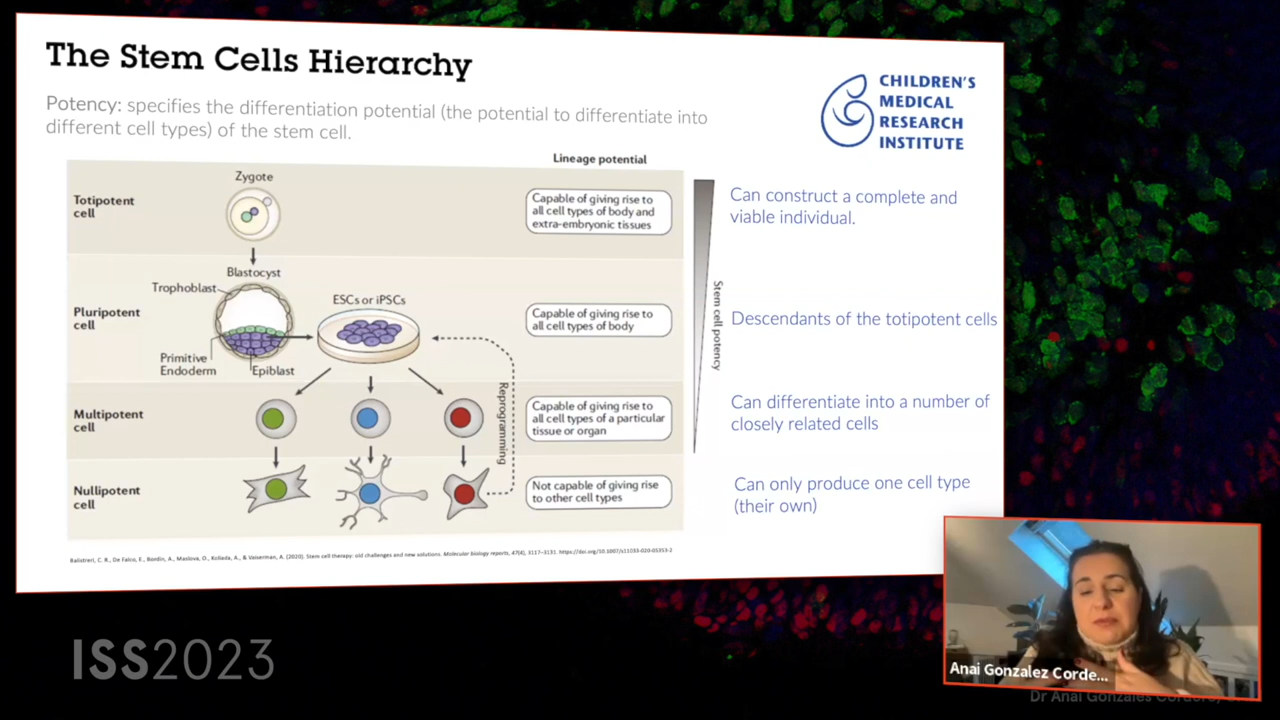 The Stem Cells Hierarchy
Potency: specifies the differentiation potential (the potential to differentiate into
different cell types) of the stem cell.
CHILDREN'S
MEDICAL
RESEARCH
INSTITUTE
Lineage potential
Totipotent
cell
Zygote
Capable of giving rise to
all cell types of body and
extra-embryonic tissues
Can construct a complete and
viable individual.
Blastocyst
Trophoblast
ESCs or iPSCs
Pluripotent
cell
Capable of giving rise to
all cell types of body
Stem cell potency
Descendants of the totipotent cells
Primitive
Endoderm
Epiblast
Reprogramming
Multipotent
cell
Capable of giving rise to
all cell types of a particular
tissue or organ
Can differentiate into a number of
closely related cells
Nullipotent
cell
Not capable of giving rise
to other cell types
Can only produce one cell type
(their own)
Balistreri, C. R., De Falco, E., Bordin, A., Maslova, O., Koliada, A., & Vaiserman, A. (2020). Stem cell therapy: old challenges and new solutions. Molecular biology reports, 47(4), 3117–3131. https://doi.org/10.1007/s11033-020-05353-2
ISS2023
Anai Gonzalez Corde...
Dr Anai Gonzales Cordero,